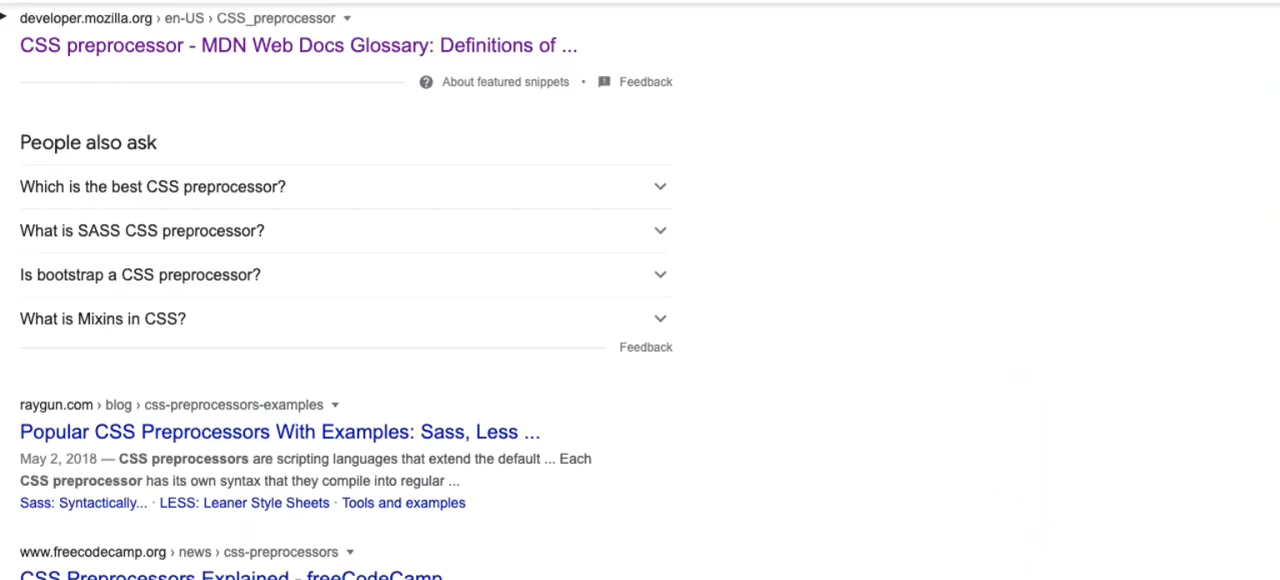 developer.mozilla.org › en-US › CSS_preprocessor
CSS preprocessor - MDN Web Docs Glossary: Definitions of ...
About featured snippets • Feedback
People also ask
Which is the best CSS preprocessor?
What is SASS CSS preprocessor?
Is bootstrap a CSS preprocessor?
What is Mixins in CSS?
Feedback
raygun.com › blog › css-preprocessors-examples
Popular CSS Preprocessors With Examples: Sass, Less ...
May 2, 2018 — CSS preprocessors are scripting languages that extend the default ... Each
CSS preprocessor has its own syntax that they compile into regular ...
Sass: Syntactically... · LESS: Leaner Style Sheets · Tools and examples
www.freecodecamp.org › news › css-preprocessors
CSS Preprocessors Explained - freeCodeCamp